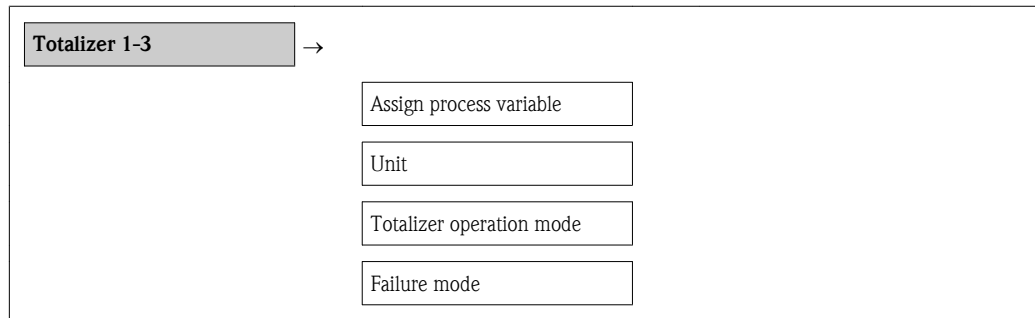 Totalizer 1-3 →
Assign process variable
Unit
Totalizer operation mode
Failure mode